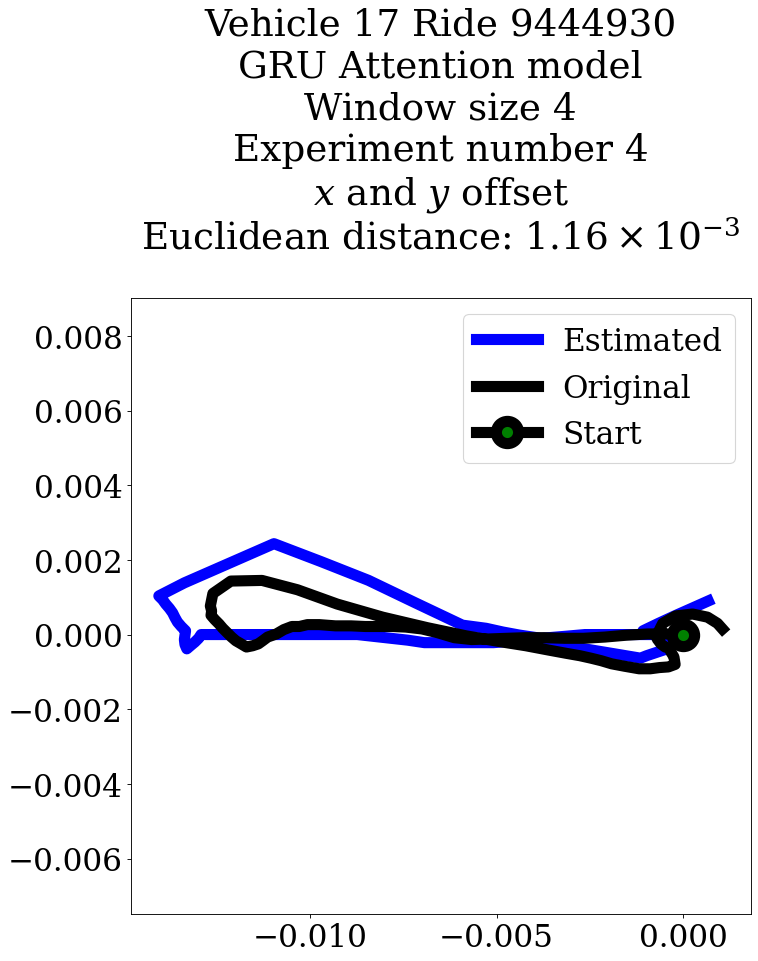 Vehicle 17 Ride 9444930
GRU Attention model
Window size 4
Experiment number 4
x and y offset
Euclidean distance: 1.16 × 10⁻³
Estimated
Original
Start
0.008
0.006
0.004
0.002
0.000
−0.002
−0.004
−0.006
−0.010
−0.005
0.000